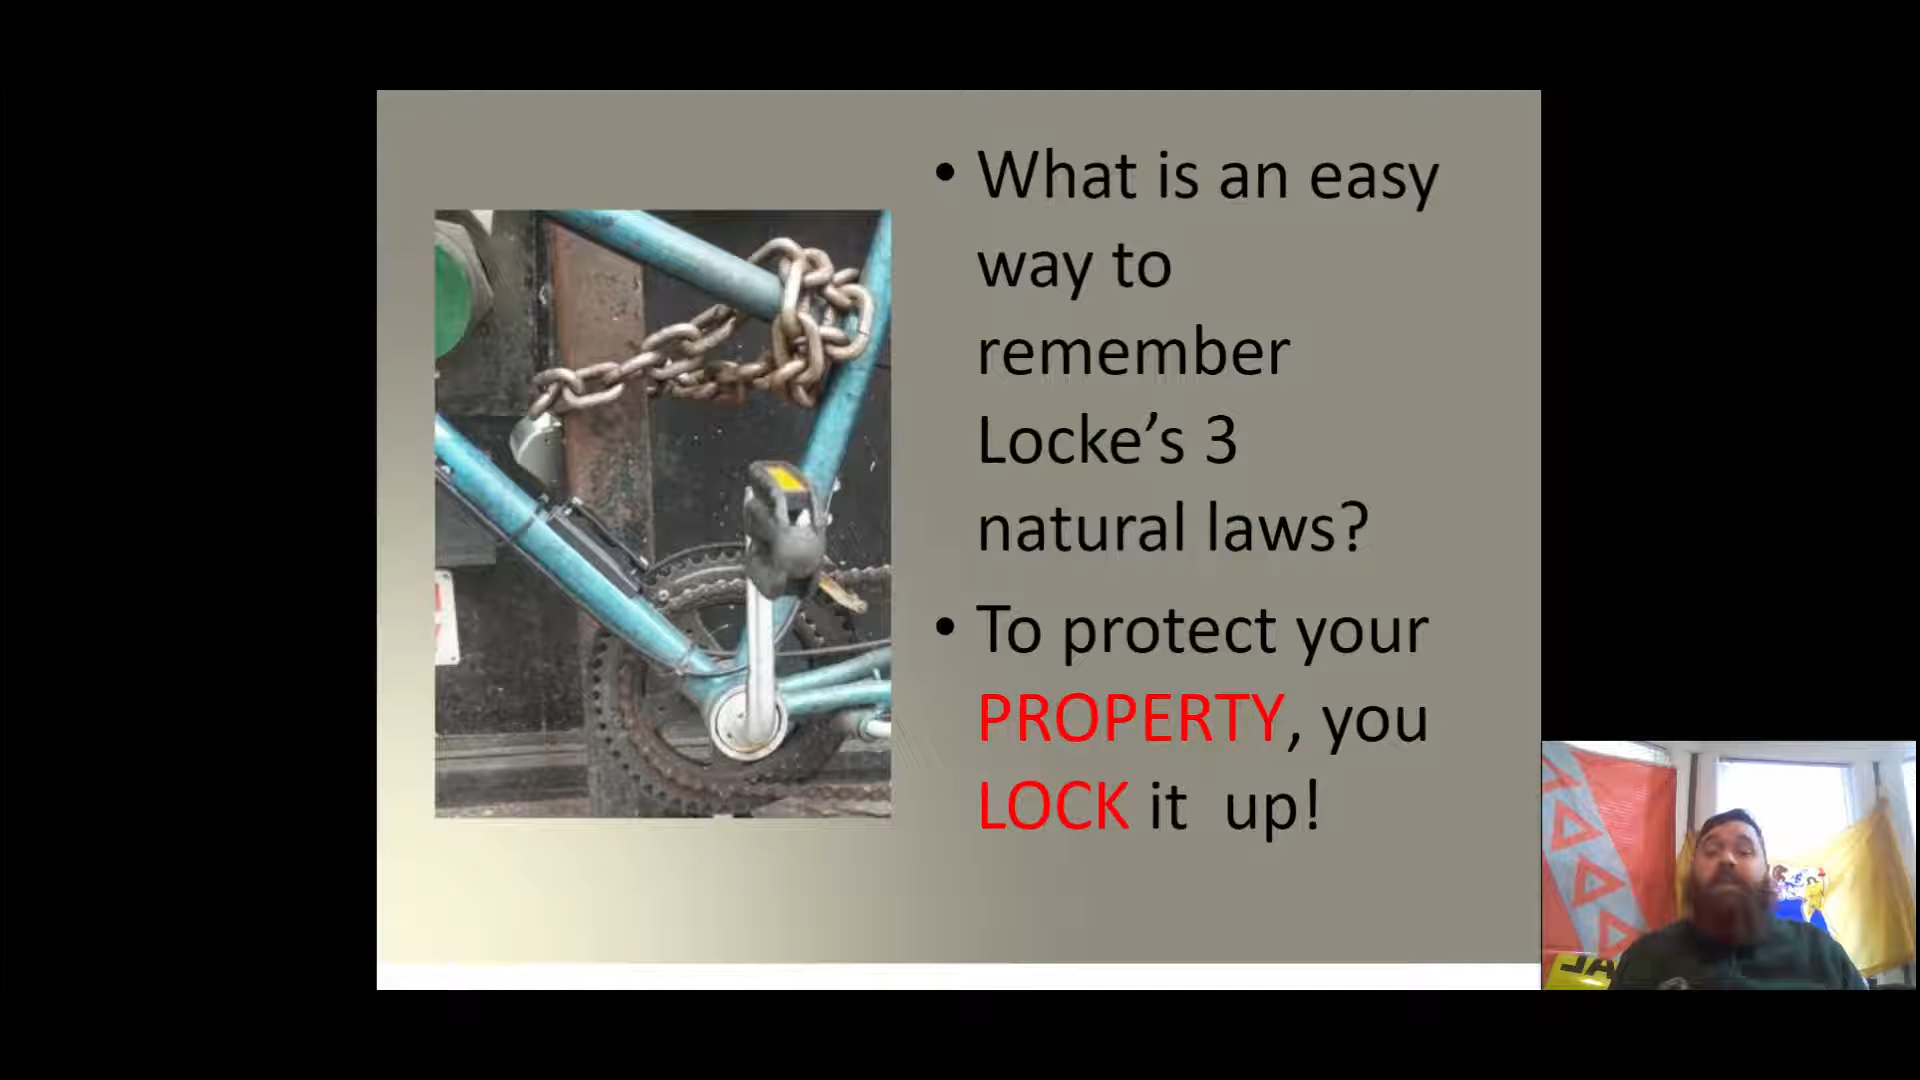 • What is an easy
way to
remember
Locke’s 3
natural laws?
• To protect your
PROPERTY, you
LOCK it  up!